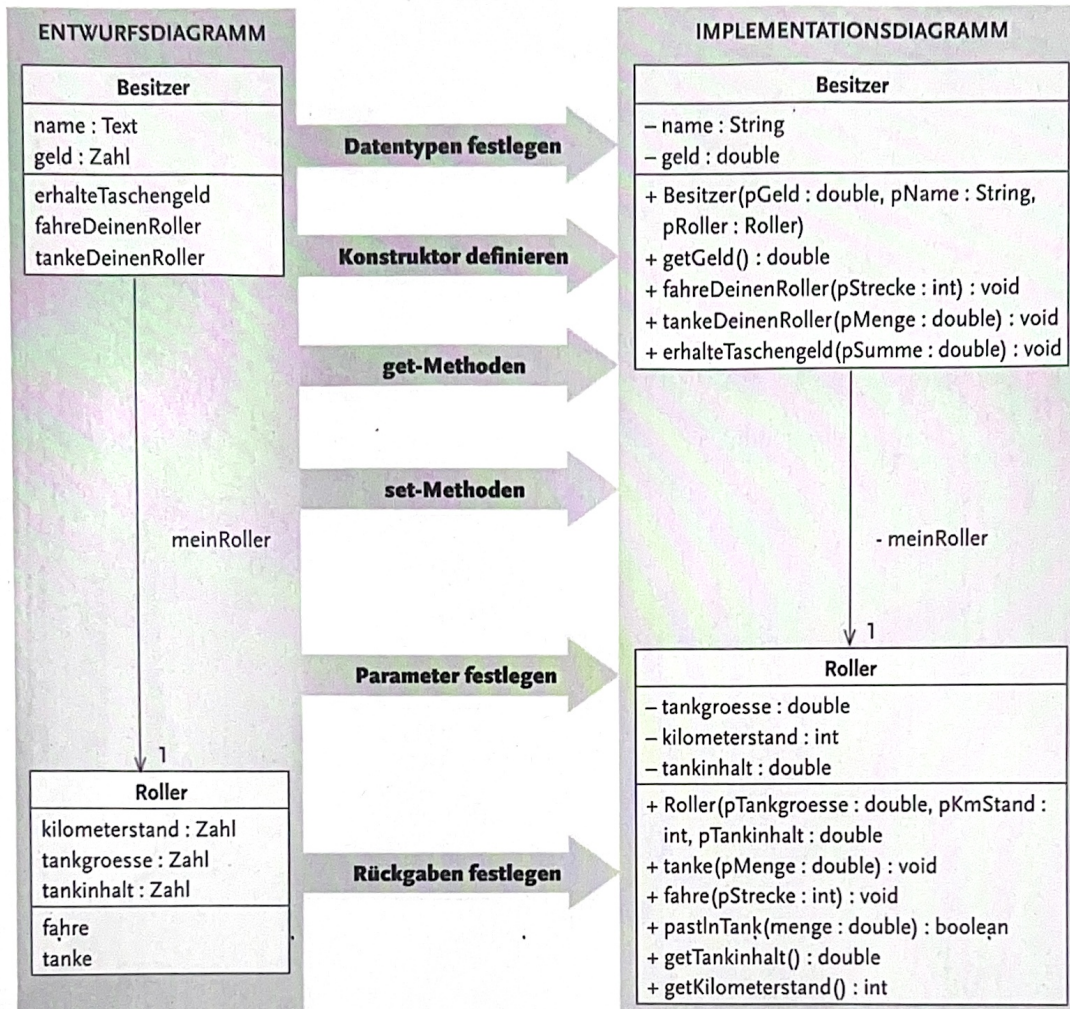 ENTWURFSDIAGRAMM
Besitzer
name : Text
geld : Zahl
erhalteTaschengeld
fahreDeinenRoller
tankeDeinenRoller
meinRoller
1
Roller
kilometerstand : Zahl
tankgroesse : Zahl
tankinhalt : Zahl
fahre
tanke
Datentypen festlegen
Konstruktor definieren
get-Methoden
set-Methoden
Parameter festlegen
Rückgaben festlegen
IMPLEMENTATIONSDIAGRAMM
Besitzer
– name : String
– geld : double
+ Besitzer(pGeld : double, pName : String,
pRoller : Roller)
+ getGeld() : double
+ fahreDeinenRoller(pStrecke : int) : void
+ tankeDeinenRoller(pMenge : double) : void
+ erhalteTaschengeld(pSumme : double) : void
- meinRoller
1
Roller
– tankgroesse : double
– kilometerstand : int
– tankinhalt : double
+ Roller(pTankgroesse : double, pKmStand :
int, pTankinhalt : double
+ tanke(pMenge : double) : void
+ fahre(pStrecke : int) : void
+ pastInTank(menge : double) : boolean
+ getTankinhalt() : double
+ getKilometerstand() : int